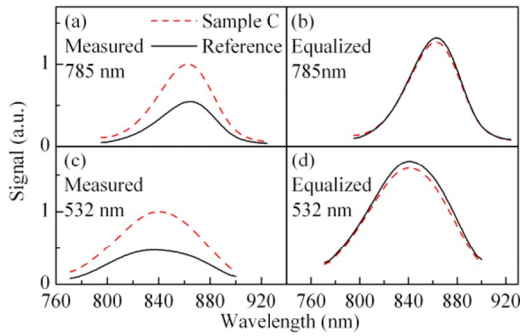 (a)
Sample C
Measured
Reference
785 nm
(b)
Equalized
785nm
1
0
(c)
Measured
532 nm
(d)
Equalized
532 nm
1
0
Signal (a.u.)
760 800 840 880 920 800 840 880 920
Wavelength (nm)